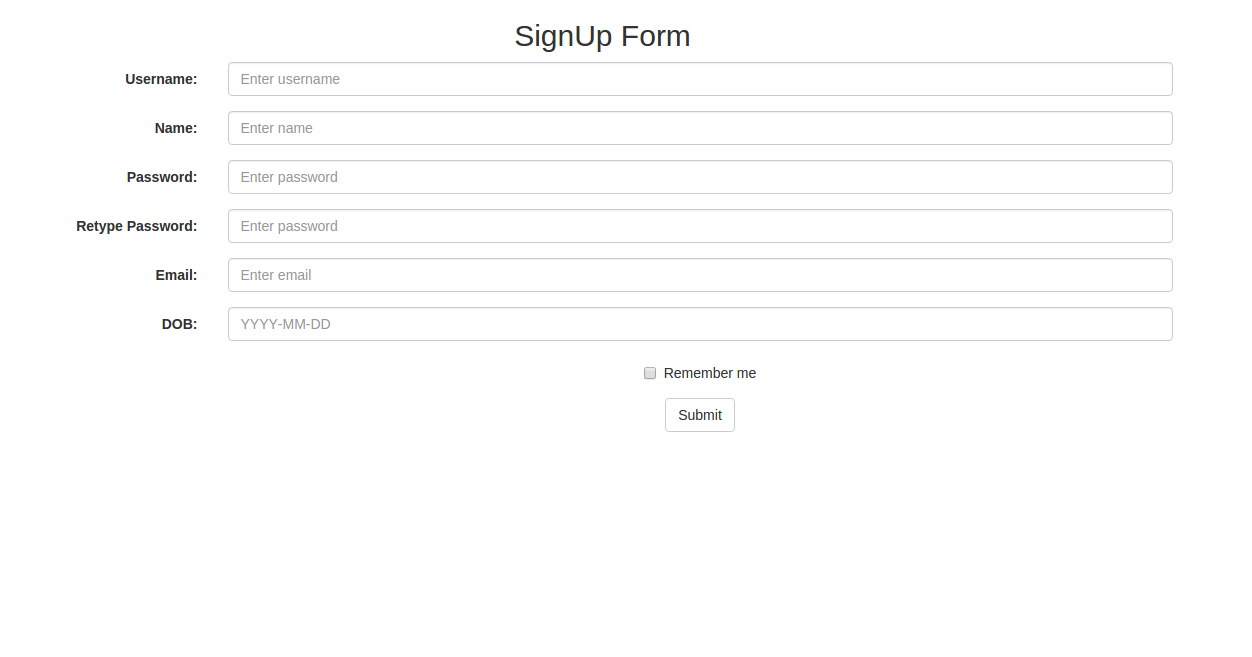 SignUp Form
Username: Enter username
Name: Enter name
Password: Enter password
Retype Password: Enter password
Email: Enter email
DOB: YYYY-MM-DD
Remember me
Submit